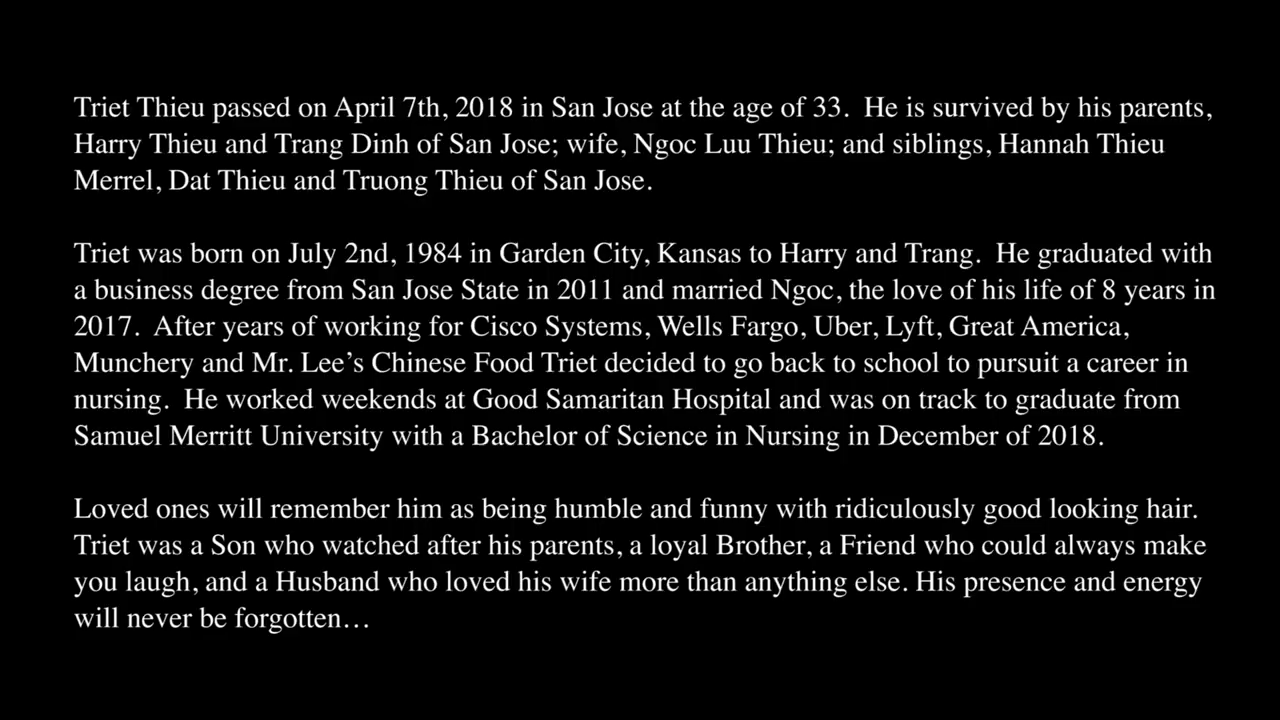 Triet Thieu passed on April 7th, 2018 in San Jose at the age of 33.  He is survived by his parents,
Harry Thieu and Trang Dinh of San Jose; wife, Ngoc Luu Thieu; and siblings, Hannah Thieu
Merrel, Dat Thieu and Truong Thieu of San Jose.

Triet was born on July 2nd, 1984 in Garden City, Kansas to Harry and Trang.  He graduated with
a business degree from San Jose State in 2011 and married Ngoc, the love of his life of 8 years in
2017.  After years of working for Cisco Systems, Wells Fargo, Uber, Lyft, Great America,
Munchery and Mr. Lee’s Chinese Food Triet decided to go back to school to pursuit a career in
nursing.  He worked weekends at Good Samaritan Hospital and was on track to graduate from
Samuel Merritt University with a Bachelor of Science in Nursing in December of 2018.

Loved ones will remember him as being humble and funny with ridiculously good looking hair.
Triet was a Son who watched after his parents, a loyal Brother, a Friend who could always make
you laugh, and a Husband who loved his wife more than anything else. His presence and energy
will never be forgotten…